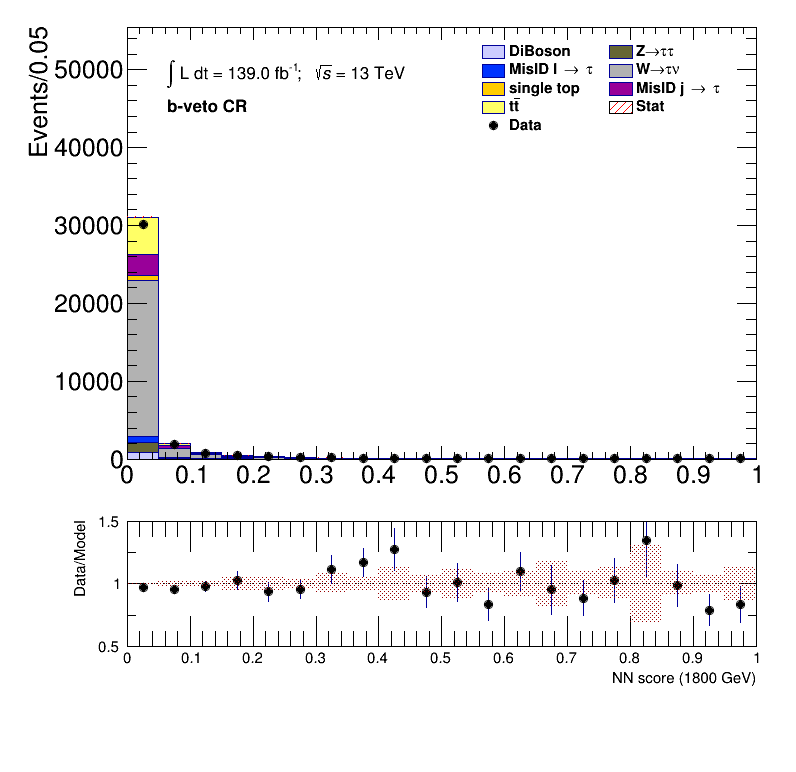 Events/0.05
50000
40000
30000
20000
10000
0
∫ L dt = 139.0 fb⁻¹; √s = 13 TeV
b-veto CR
DiBoson
MisID l → τ
single top
tt̄
Data
Z→ττ
W→τν
MisID j → τ
Stat
0 0.1 0.2 0.3 0.4 0.5 0.6 0.7 0.8 0.9 1
Data/Model
1.5
1
0.5
0 0.1 0.2 0.3 0.4 0.5 0.6 0.7 0.8 0.9 1
NN score (1800 GeV)